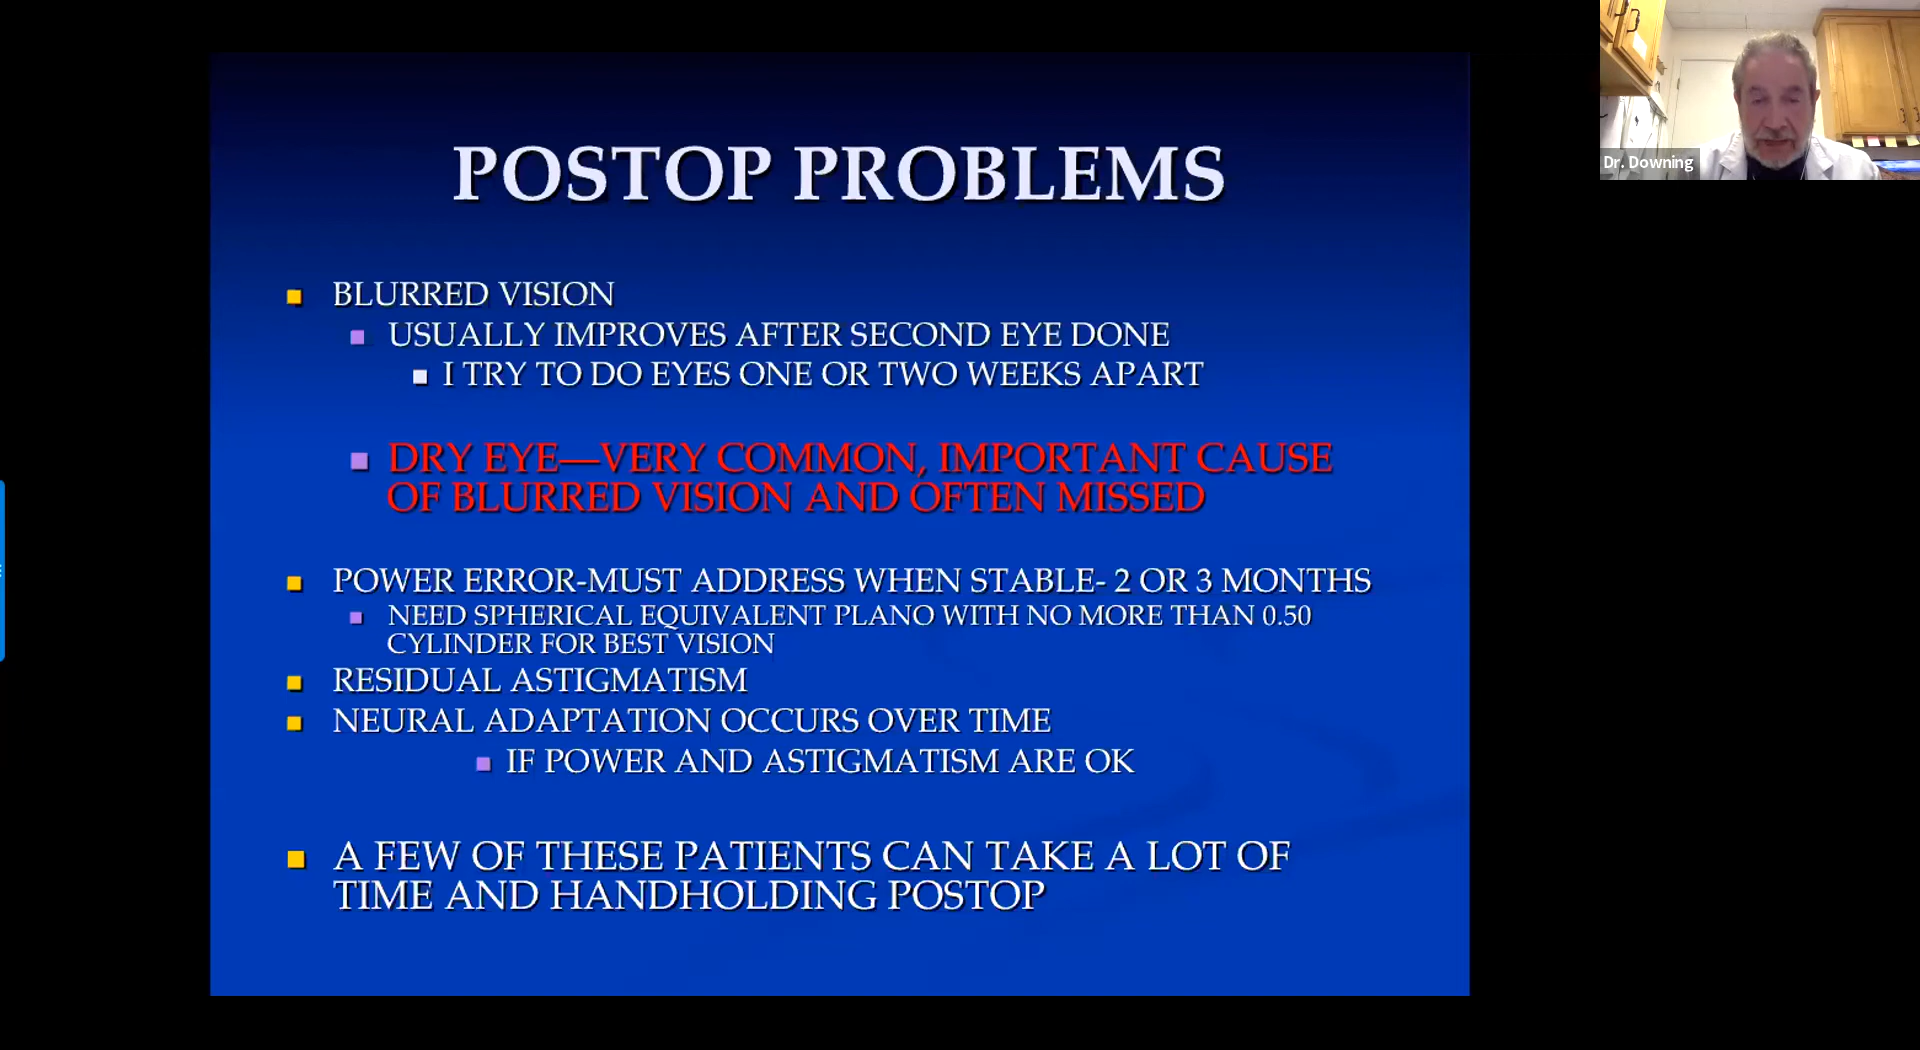 POSTOP PROBLEMS
BLURRED VISION
USUALLY IMPROVES AFTER SECOND EYE DONE
I TRY TO DO EYES ONE OR TWO WEEKS APART
DRY EYE—VERY COMMON, IMPORTANT CAUSE
OF BLURRED VISION AND OFTEN MISSED
POWER ERROR-MUST ADDRESS WHEN STABLE- 2 OR 3 MONTHS
NEED SPHERICAL EQUIVALENT PLANO WITH NO MORE THAN 0.50
CYLINDER FOR BEST VISION
RESIDUAL ASTIGMATISM
NEURAL ADAPTATION OCCURS OVER TIME
IF POWER AND ASTIGMATISM ARE OK
A FEW OF THESE PATIENTS CAN TAKE A LOT OF
TIME AND HANDHOLDING POSTOP
Dr. Downing